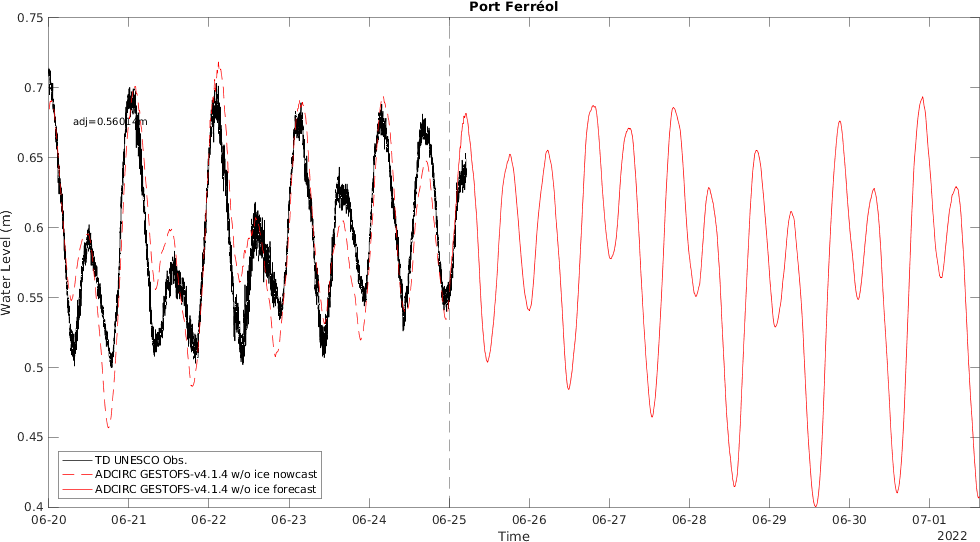 Port Ferréol
0.75
0.7
0.65
0.6
0.55
0.5
0.45
0.4
Water Level (m)
adj=0.56014m
TD UNESCO Obs.
ADCIRC GESTOFS-v4.1.4 w/o ice nowcast
ADCIRC GESTOFS-v4.1.4 w/o ice forecast
06-20 06-21 06-22 06-23 06-24 06-25 06-26 06-27 06-28 06-29 06-30 07-01
Time
2022